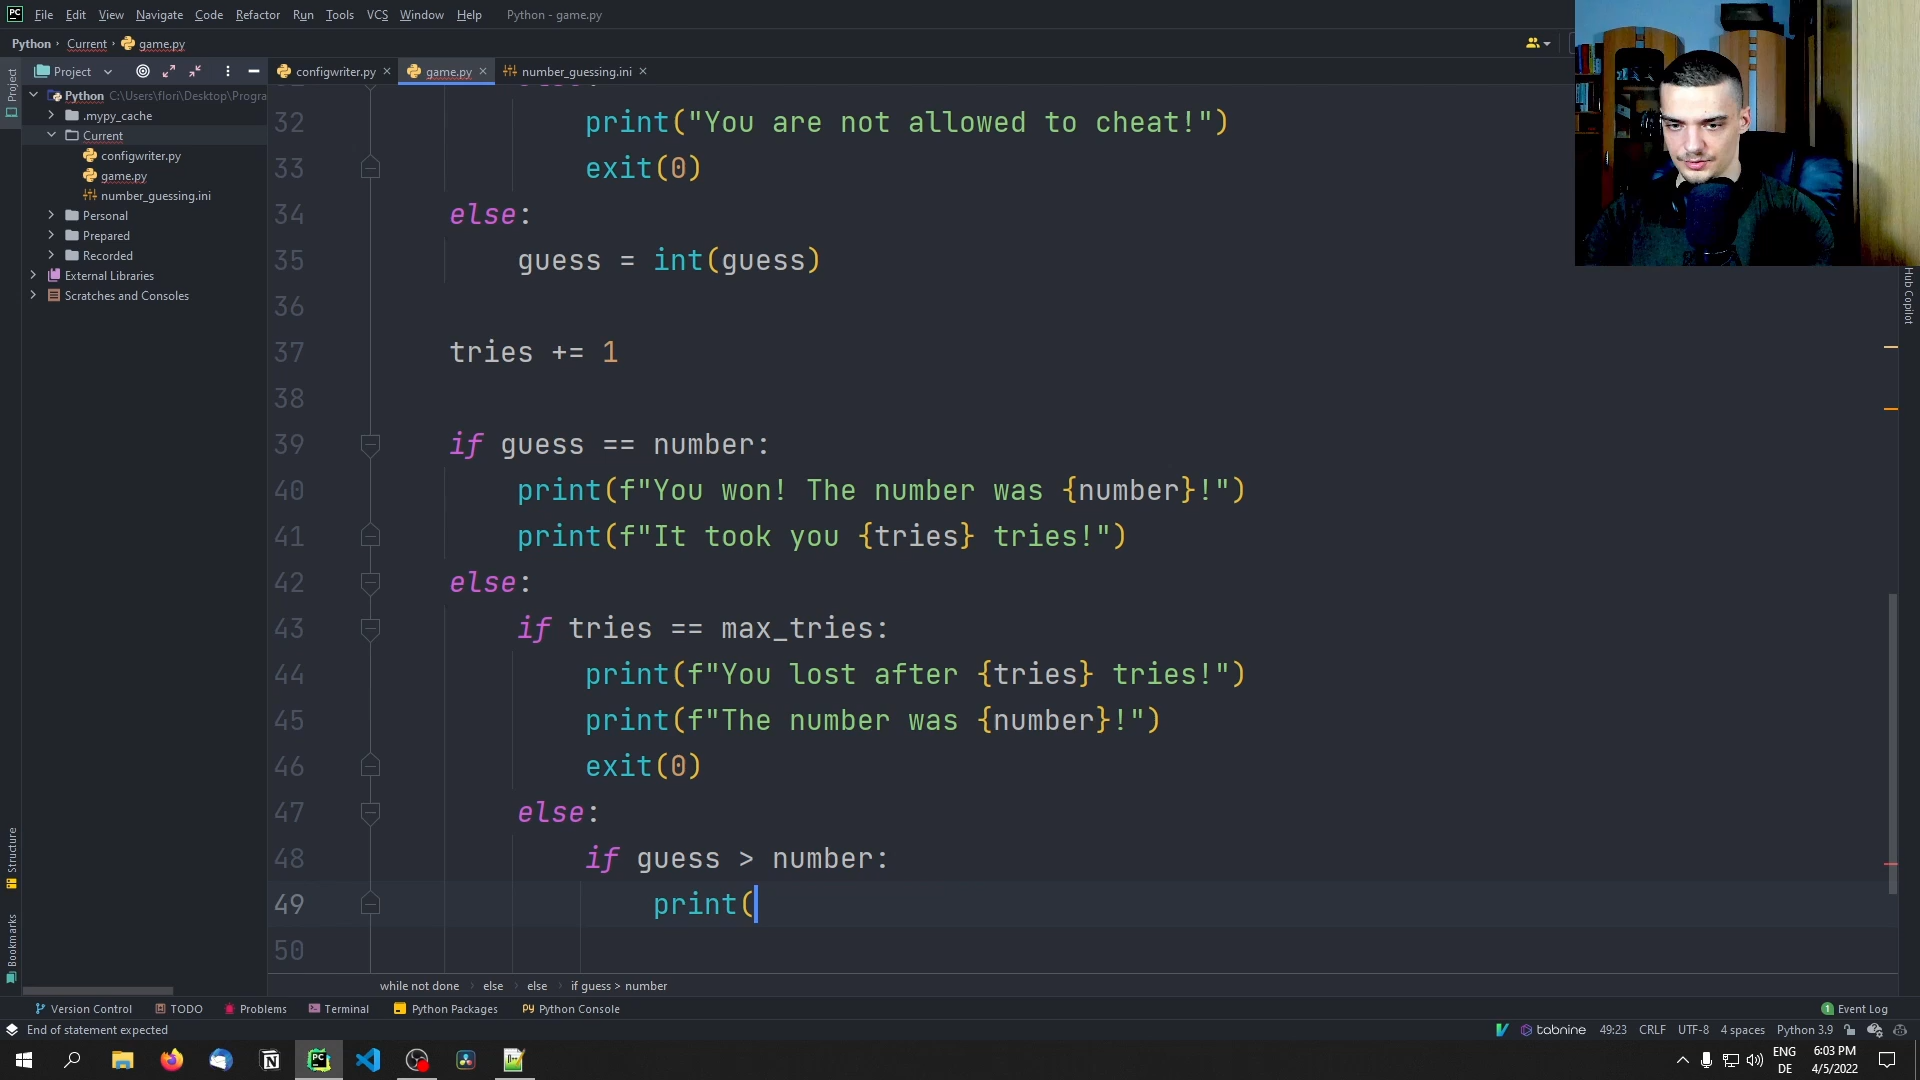 PC File Edit View Navigate Code Refactor Run Tools VCS Window Help Python - game.py
Python Current game.py
Project configwriter.py game.py number_guessing.ini
Project
Python C:\Users\flori\Desktop\Progra
.mypy_cache
Current
configwriter.py
game.py
number_guessing.ini
Personal
Prepared
Recorded
External Libraries
Scratches and Consoles
32 print("You are not allowed to cheat!")
33 exit(0)
34 else:
35 guess = int(guess)
36
37 tries += 1
38
39 if guess == number:
40 print(f"You won! The number was {number}!")
41 print(f"It took you {tries} tries!")
42 else:
43 if tries == max_tries:
44 print(f"You lost after {tries} tries!")
45 print(f"The number was {number}!")
46 exit(0)
47 else:
48 if guess > number:
49 print(
50
Hub Copilot
Structure
Bookmarks
while not done else else if guess > number
Version Control TODO Problems Terminal Python Packages Python Console 1 Event Log
End of statement expected tabnine 49:23 CRLF UTF-8 4 spaces Python 3.9
PC ENG 6:03 PM
DE 4/5/2022